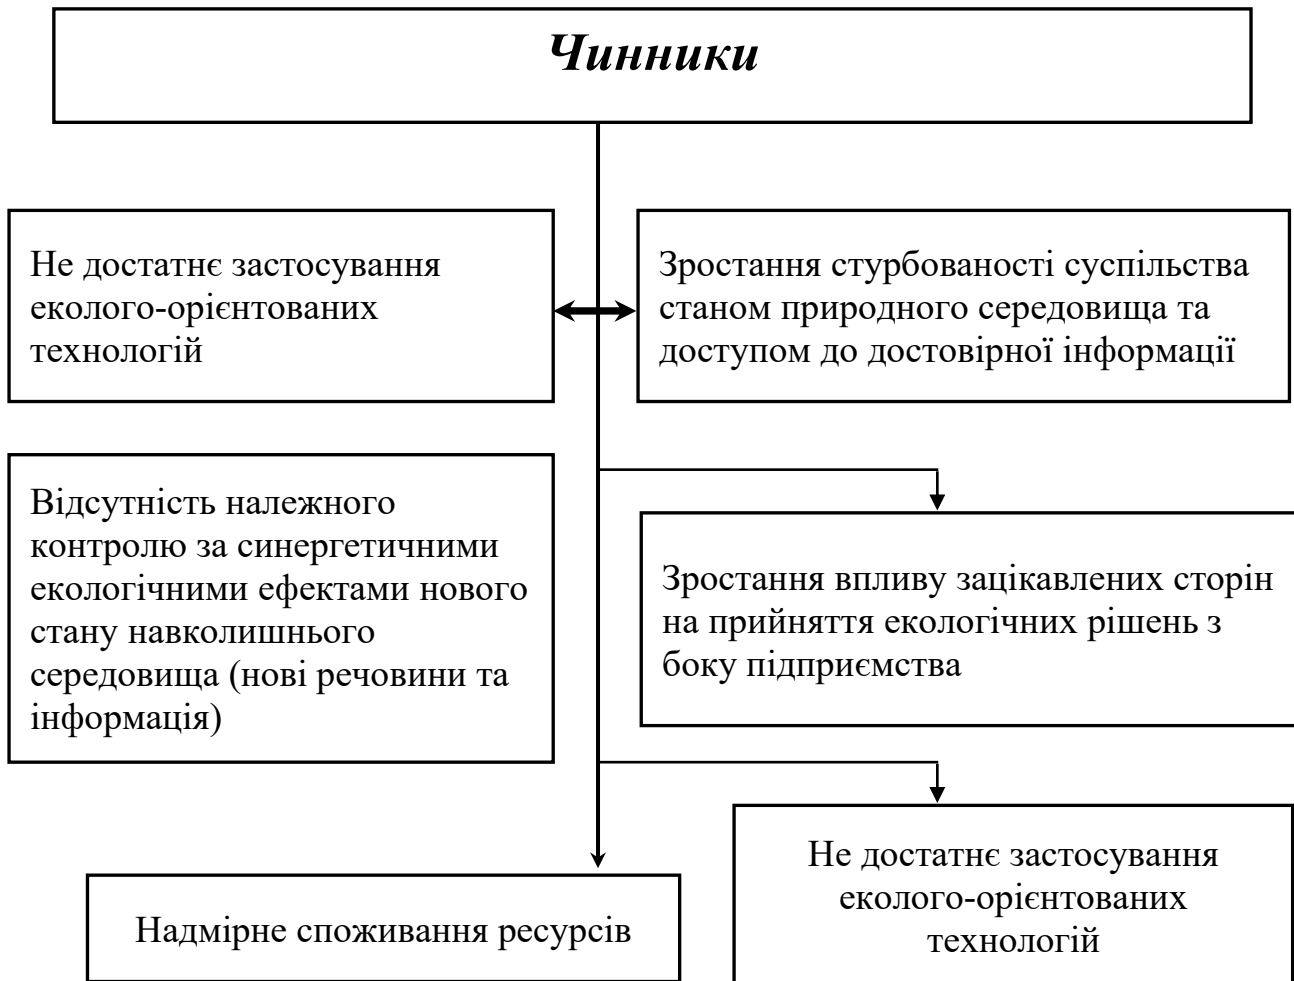 Чинники
Не достатнє застосування
еколого-орієнтованих
технологій
Зростання стурбованості суспільства
станом природного середовища та
доступом до достовірної інформації
Відсутність належного
контролю за синергетичними
екологічними ефектами нового
стану навколишнього
середовища (нові речовини та
інформація)
Зростання впливу зацікавлених сторін
на прийняття екологічних рішень з
боку підприємства
Надмірне споживання ресурсів
Не достатнє застосування
еколого-орієнтованих
технологій